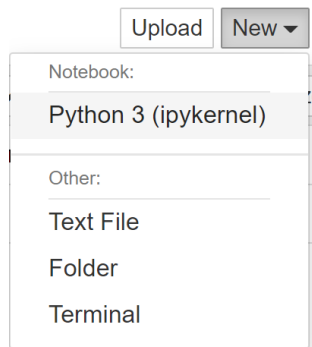 Upload New
Notebook:
Python 3 (ipykernel)
Other:
Text File
Folder
Terminal